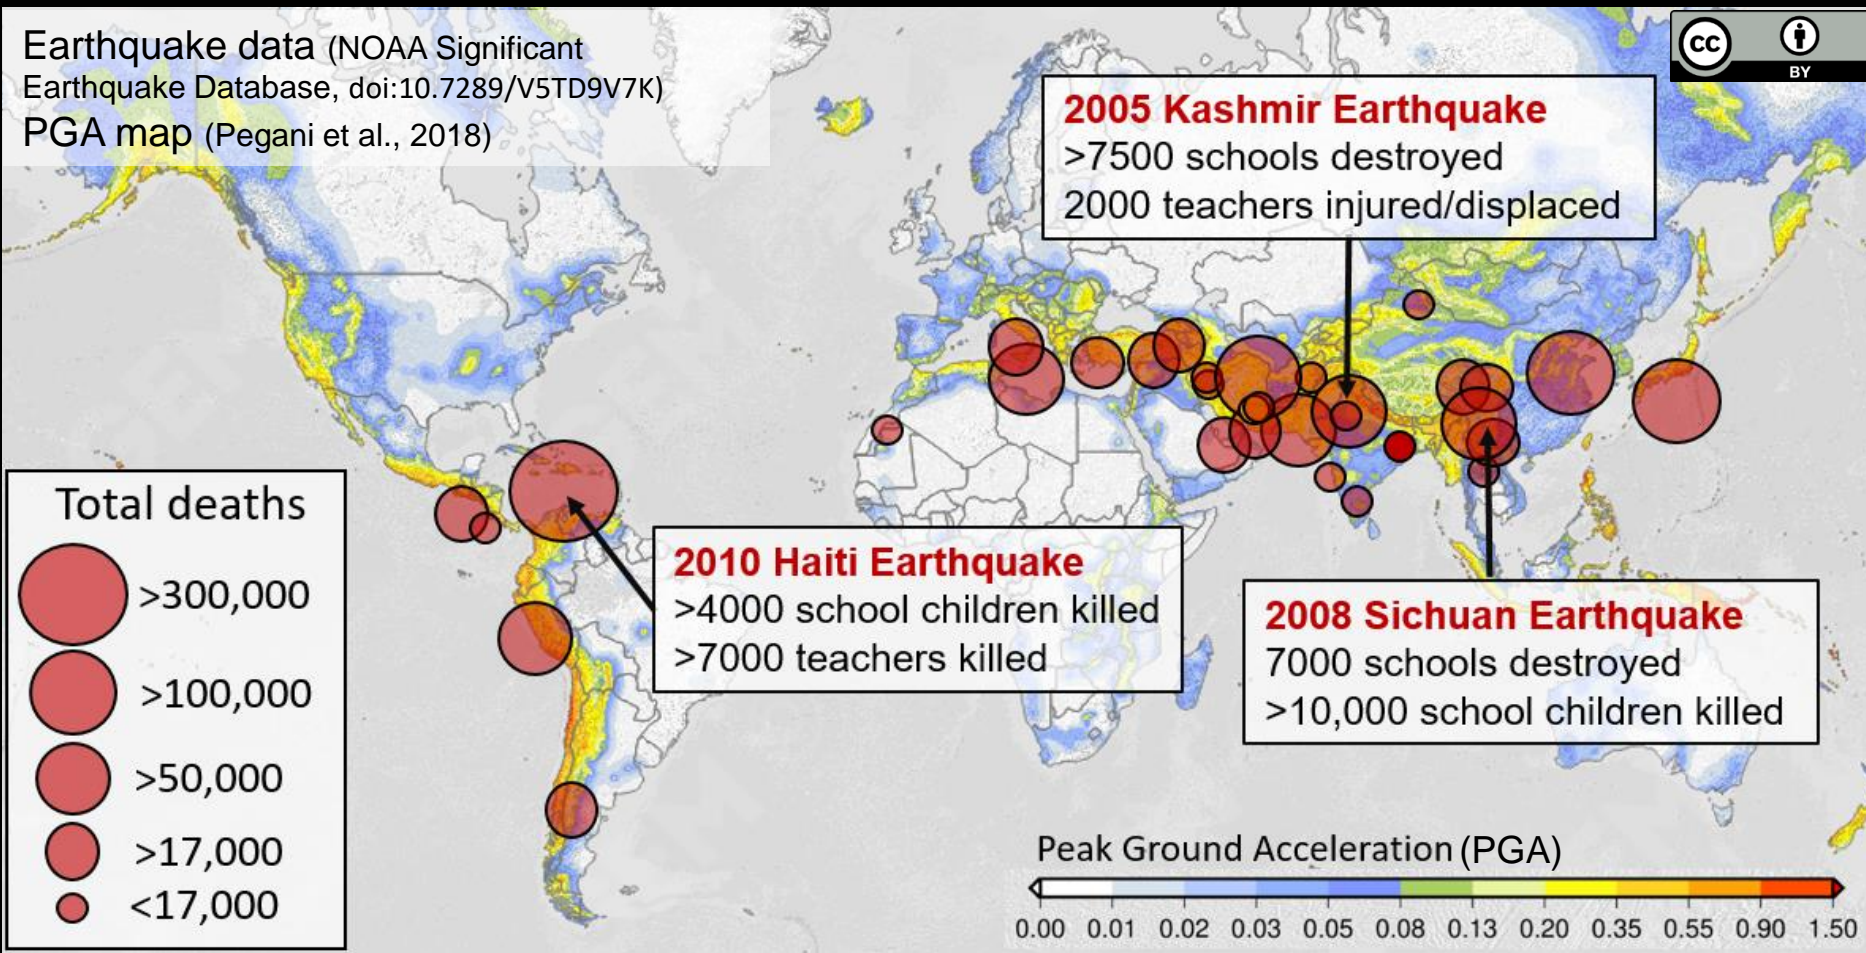 Earthquake data (NOAA Significant
Earthquake Database, doi:10.7289/V5TD9V7K)
PGA map (Pegani et al., 2018)
CC
BY
2005 Kashmir Earthquake
>7500 schools destroyed
2000 teachers injured/displaced
Total deaths
>300,000
>100,000
>50,000
>17,000
<17,000
2010 Haiti Earthquake
>4000 school children killed
>7000 teachers killed
2008 Sichuan Earthquake
7000 schools destroyed
>10,000 school children killed
Peak Ground Acceleration (PGA)
0.00 0.01 0.02 0.03 0.05 0.08 0.13 0.20 0.35 0.55 0.90 1.50